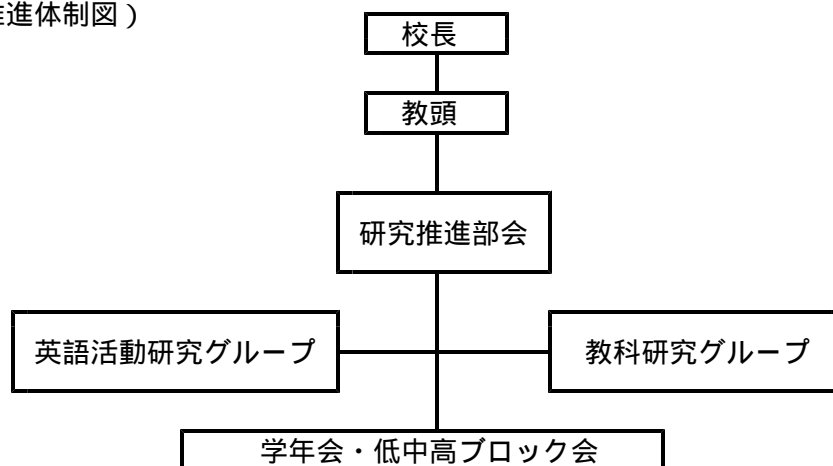 進体制図）
校長
教頭
研究推進部会
英語活動研究グループ
教科研究グループ
学年会・低中高ブロック会